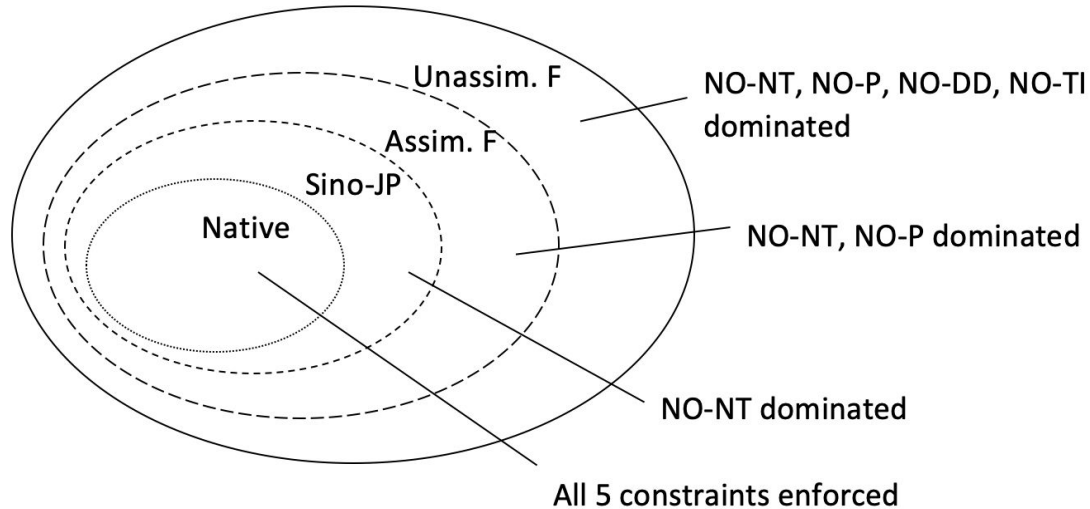 Unassim. F
NO-NT, NO-P, NO-DD, NO-TI
dominated
Assim. F
Sino-JP
Native
NO-NT, NO-P dominated
NO-NT dominated
All 5 constraints enforced